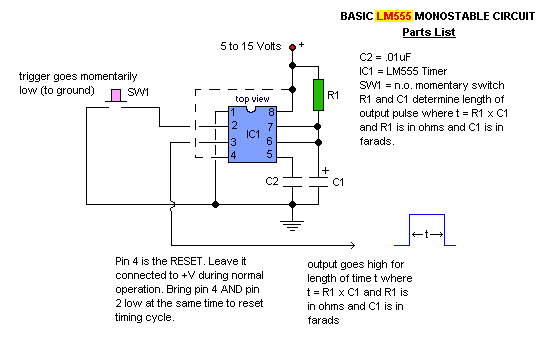 BASIC LM555 MONOSTABLE CIRCUIT
Parts List
5 to 15 Volts
+
C2 = .01uF
IC1 = LM555 Timer
SW1 = n.o. momentary switch
R1 and C1 determine length of
output pulse where t = R1 x C1
and R1 is in ohms and C1 is in
farads.
trigger goes momentarily
low (to ground)
SW1
top view
R1
1
8
2
7
IC1
3
6
4
5
C2
+
C1
t
Pin 4 is the RESET. Leave it
connected to +V during normal
operation. Bring pin 4 AND pin
2 low at the same time to reset
timing cycle.
output goes high for
length of time t where
t = R1 x C1 and R1 is
in ohms and C1 is in
farads